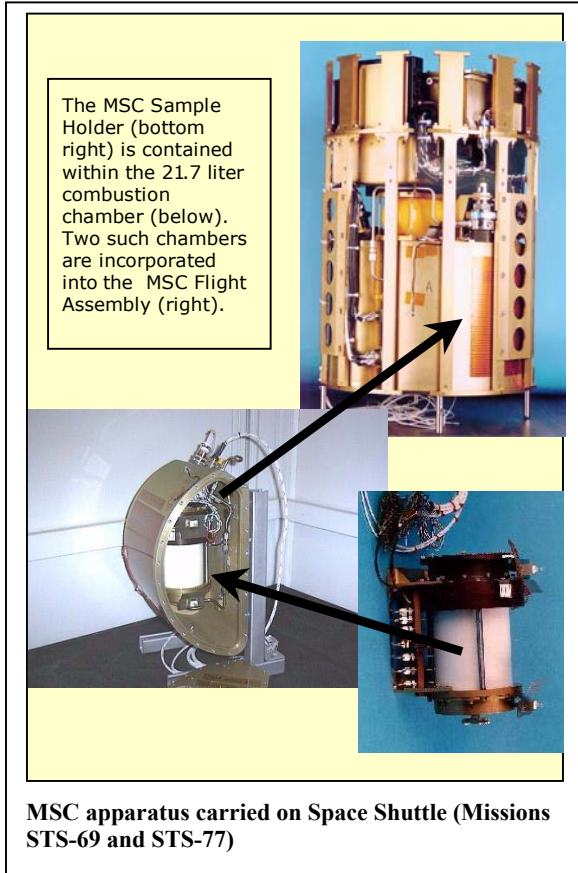 The MSC Sample
Holder (bottom
right) is contained
within the 21.7 liter
combustion
chamber (below).
Two such chambers
are incorporated
into the MSC Flight
Assembly (right).
A
MSC apparatus carried on Space Shuttle (Missions
STS-69 and STS-77)